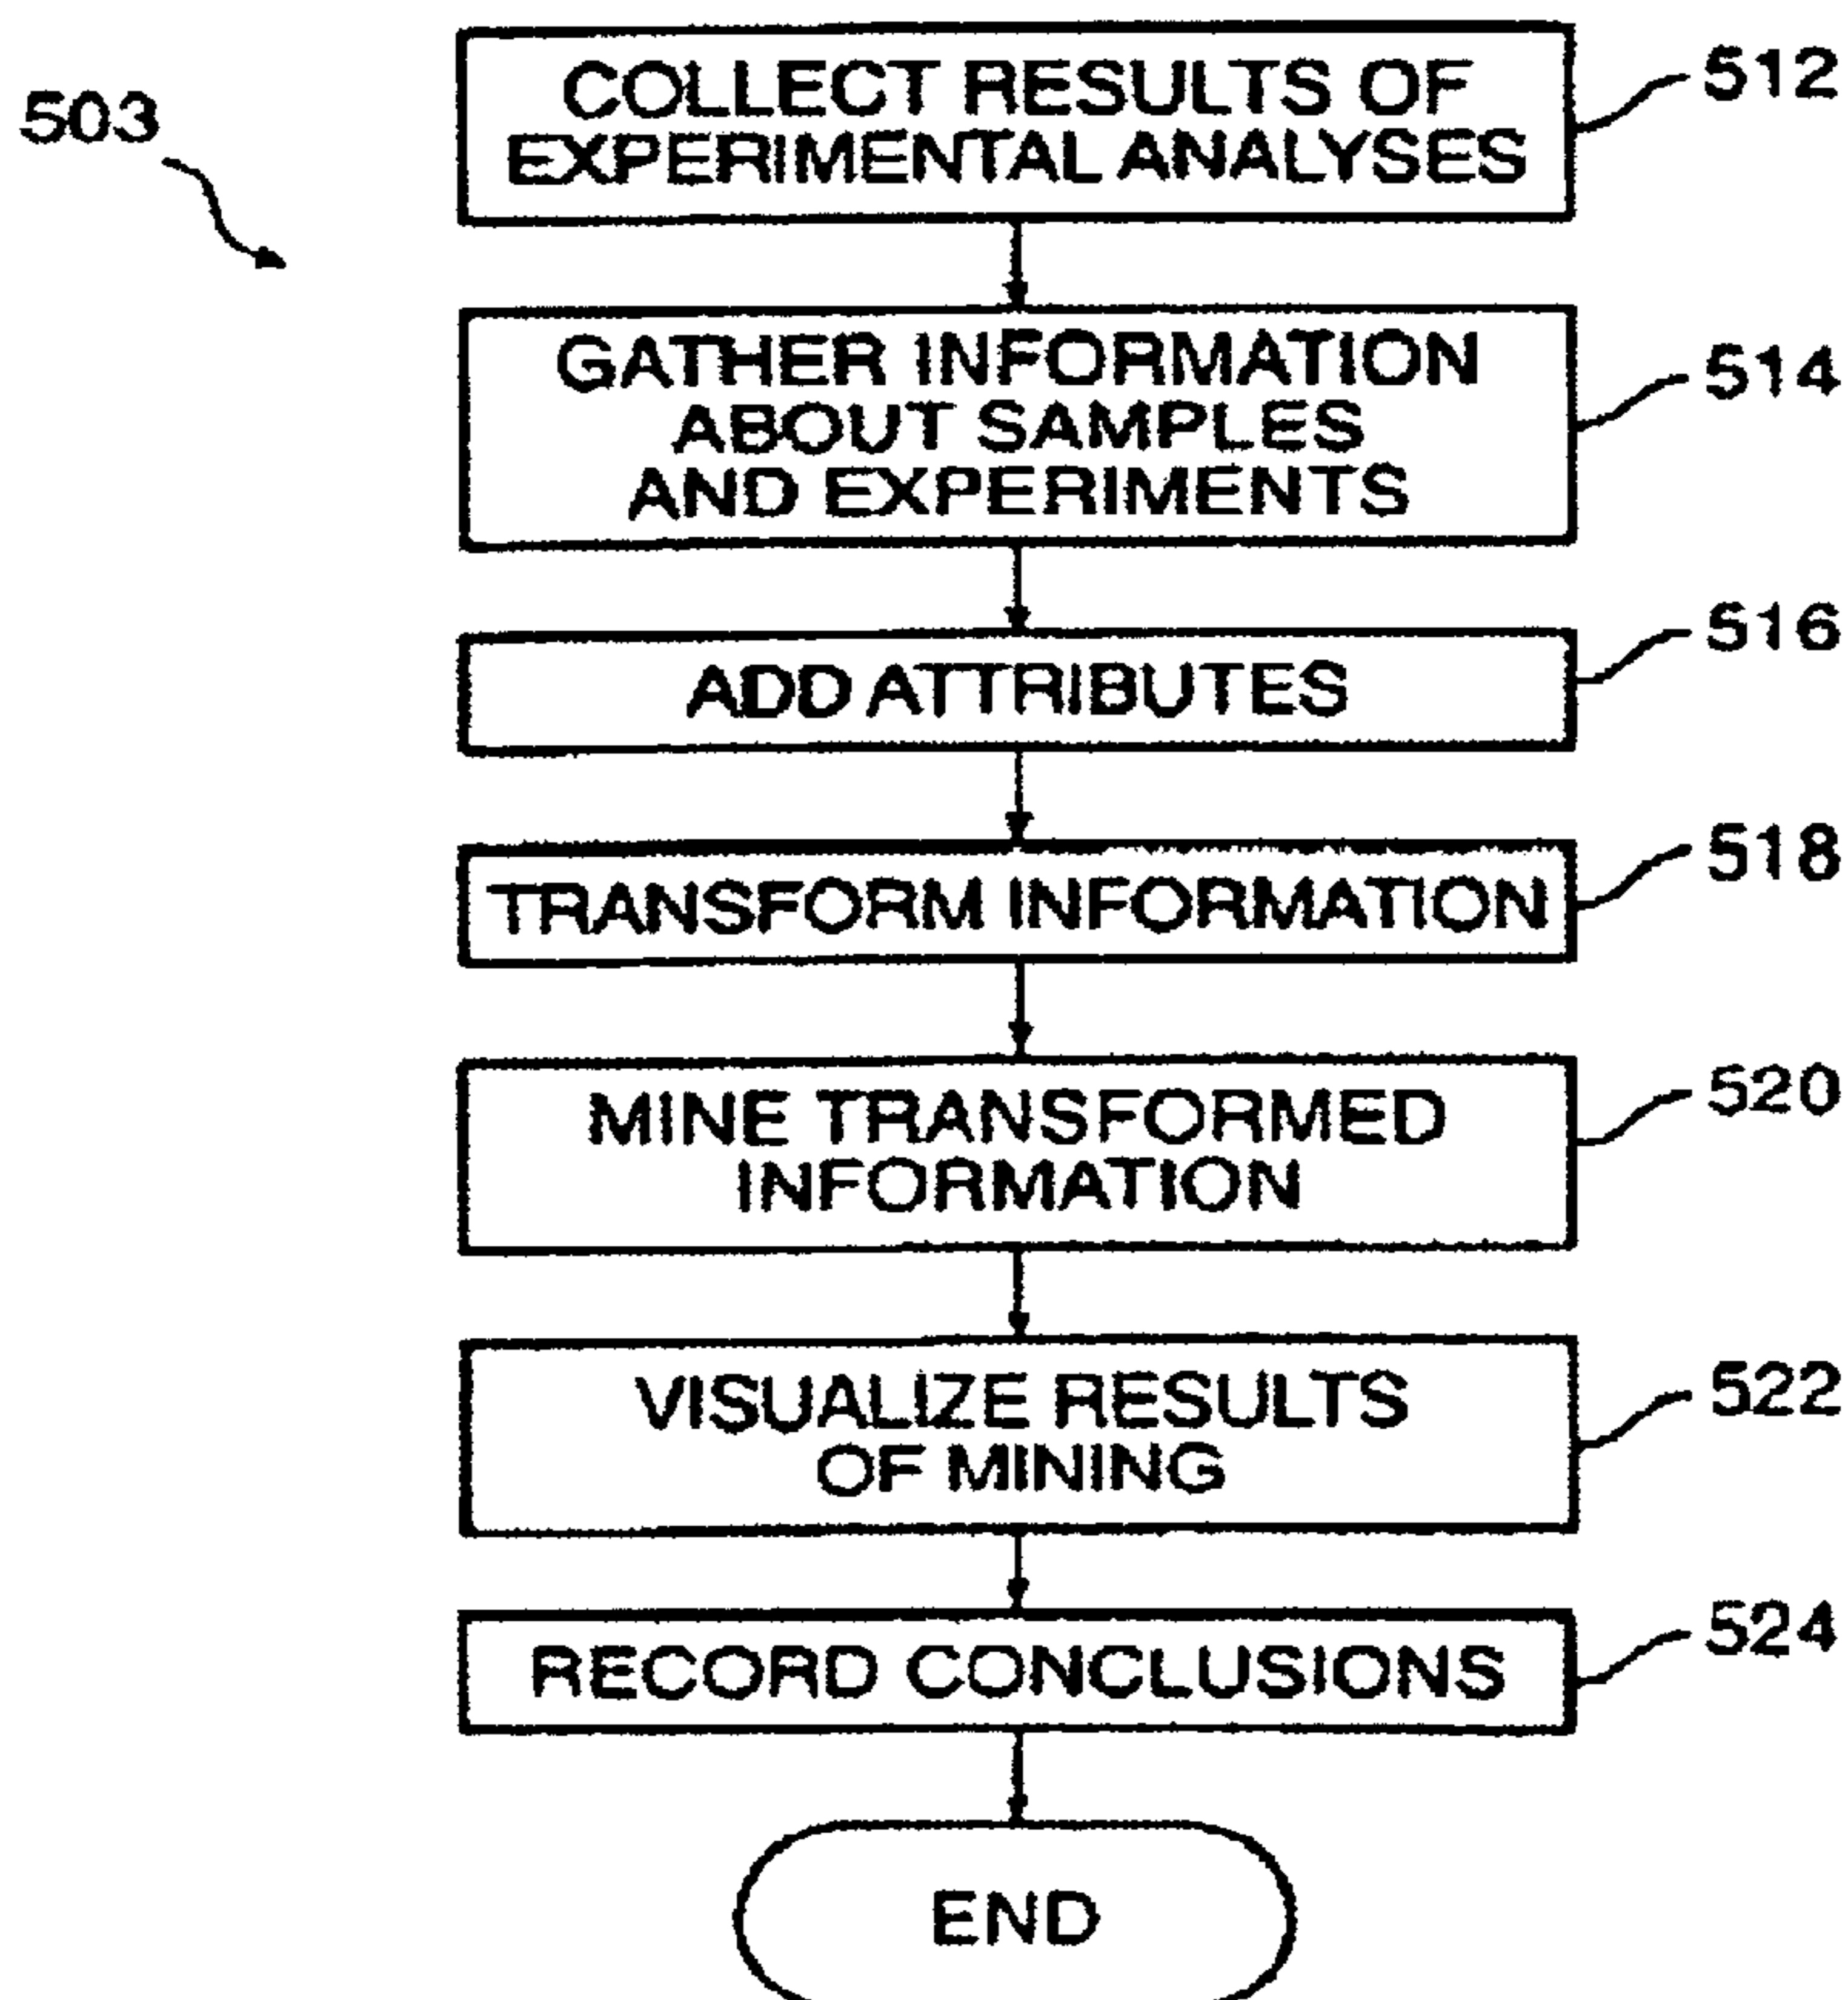 503
COLLECT RESULTS OF
EXPERIMENTAL ANALYSES
512
GATHER INFORMATION
ABOUT SAMPLES
AND EXPERIMENTS
514
ADD ATTRIBUTES
516
TRANSFORM INFORMATION
518
MINE TRANSFORMED
INFORMATION
520
VISUALIZE RESULTS
OF MINING
522
RECORD CONCLUSIONS
524
END